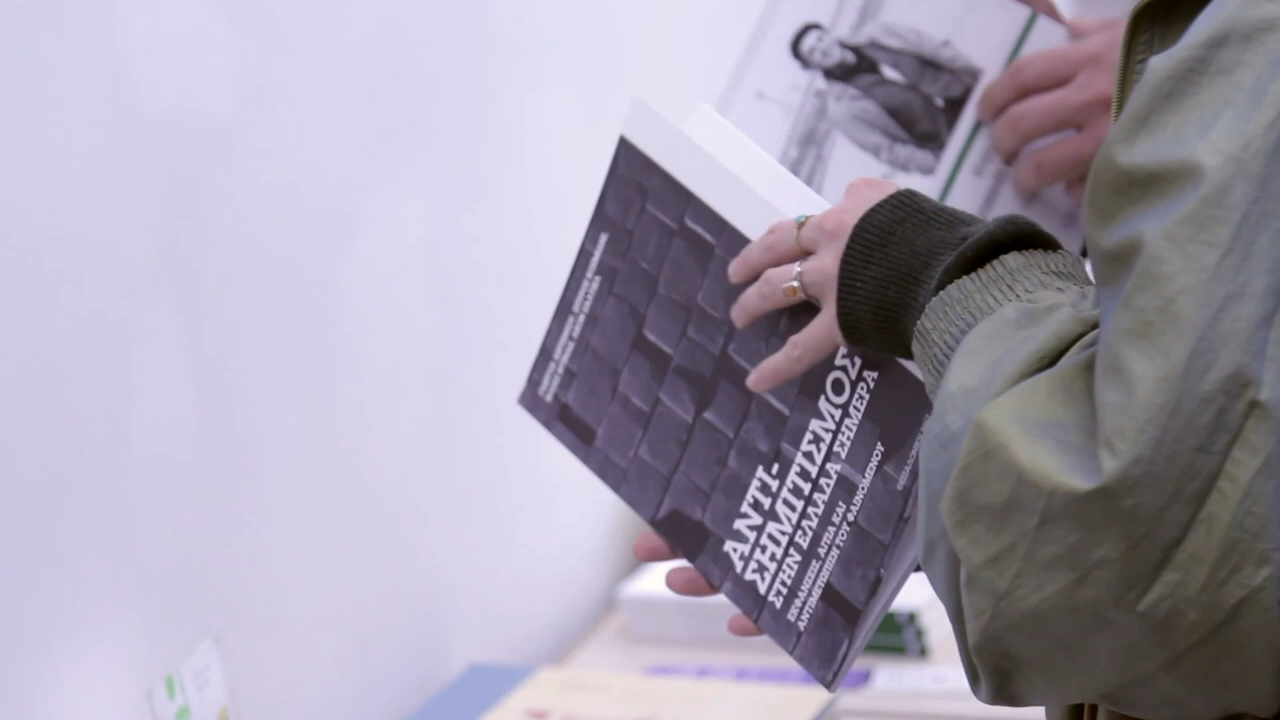 ΑΝΤΙ-
ΣΗΜΙΤΙΣΜΟΣ
ΣΤΗΝ ΕΛΛΑΔΑ ΣΗΜΕΡΑ
ΕΚΦΑΝΣΕΙΣ, ΑΙΤΙΑ ΚΑΙ
ΑΝΤΙΜΕΤΩΠΙΣΗ ΤΟΥ ΦΑΙΝΟΜΕΝΟΥ